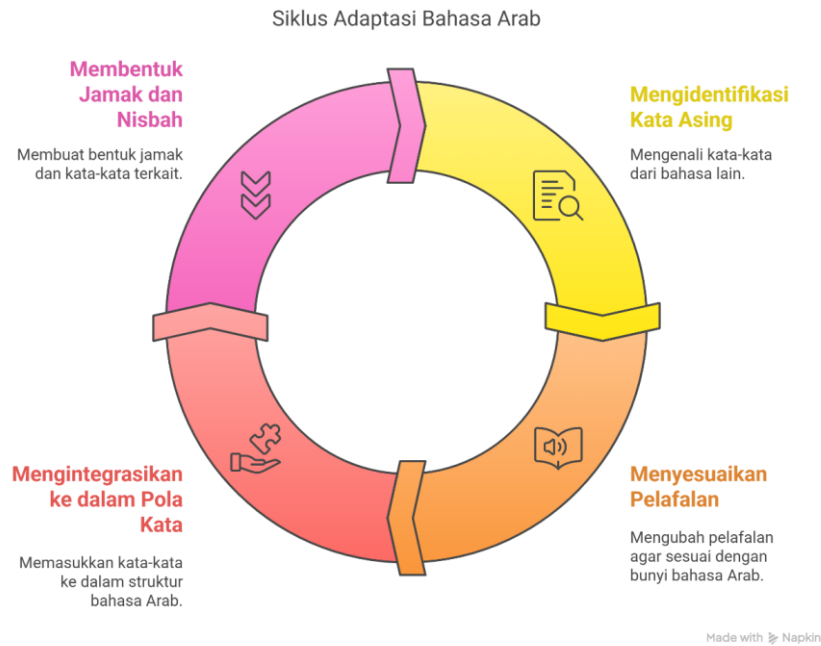 Siklus Adaptasi Bahasa Arab
Membentuk
Jamak dan
Nisbah
Membuat bentuk jamak
dan kata-kata terkait.
Mengidentifikasi
Kata Asing
Mengenali kata-kata
dari bahasa lain.
Mengintegrasikan
ke dalam Pola
Kata
Memasukkan kata-kata
ke dalam struktur
bahasa Arab.
Menyesuaikan
Pelafalan
Mengubah pelafalan
agar sesuai dengan
bunyi bahasa Arab.
Made with Napkin